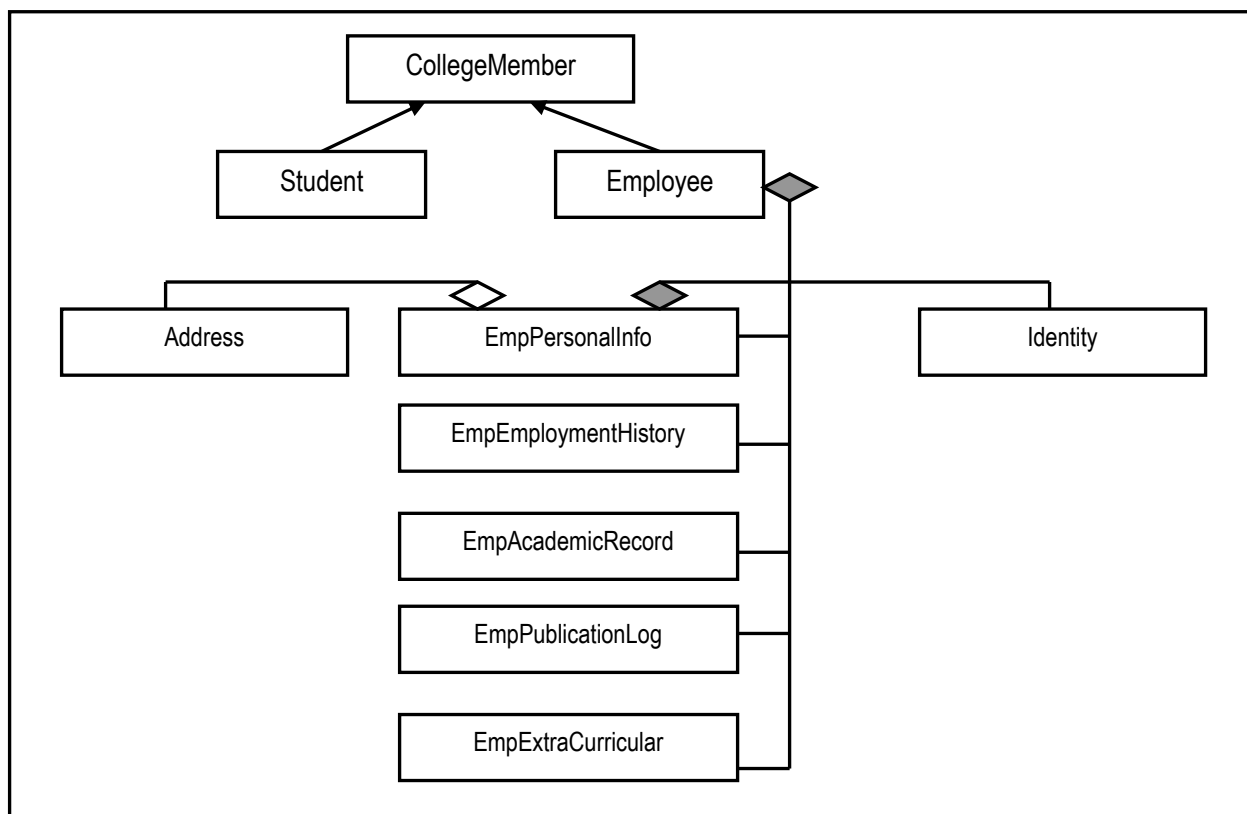 CollegeMember
Student
Employee
Address
EmpPersonalInfo
Identity
EmpEmploymentHistory
EmpAcademicRecord
EmpPublicationLog
EmpExtraCurricular